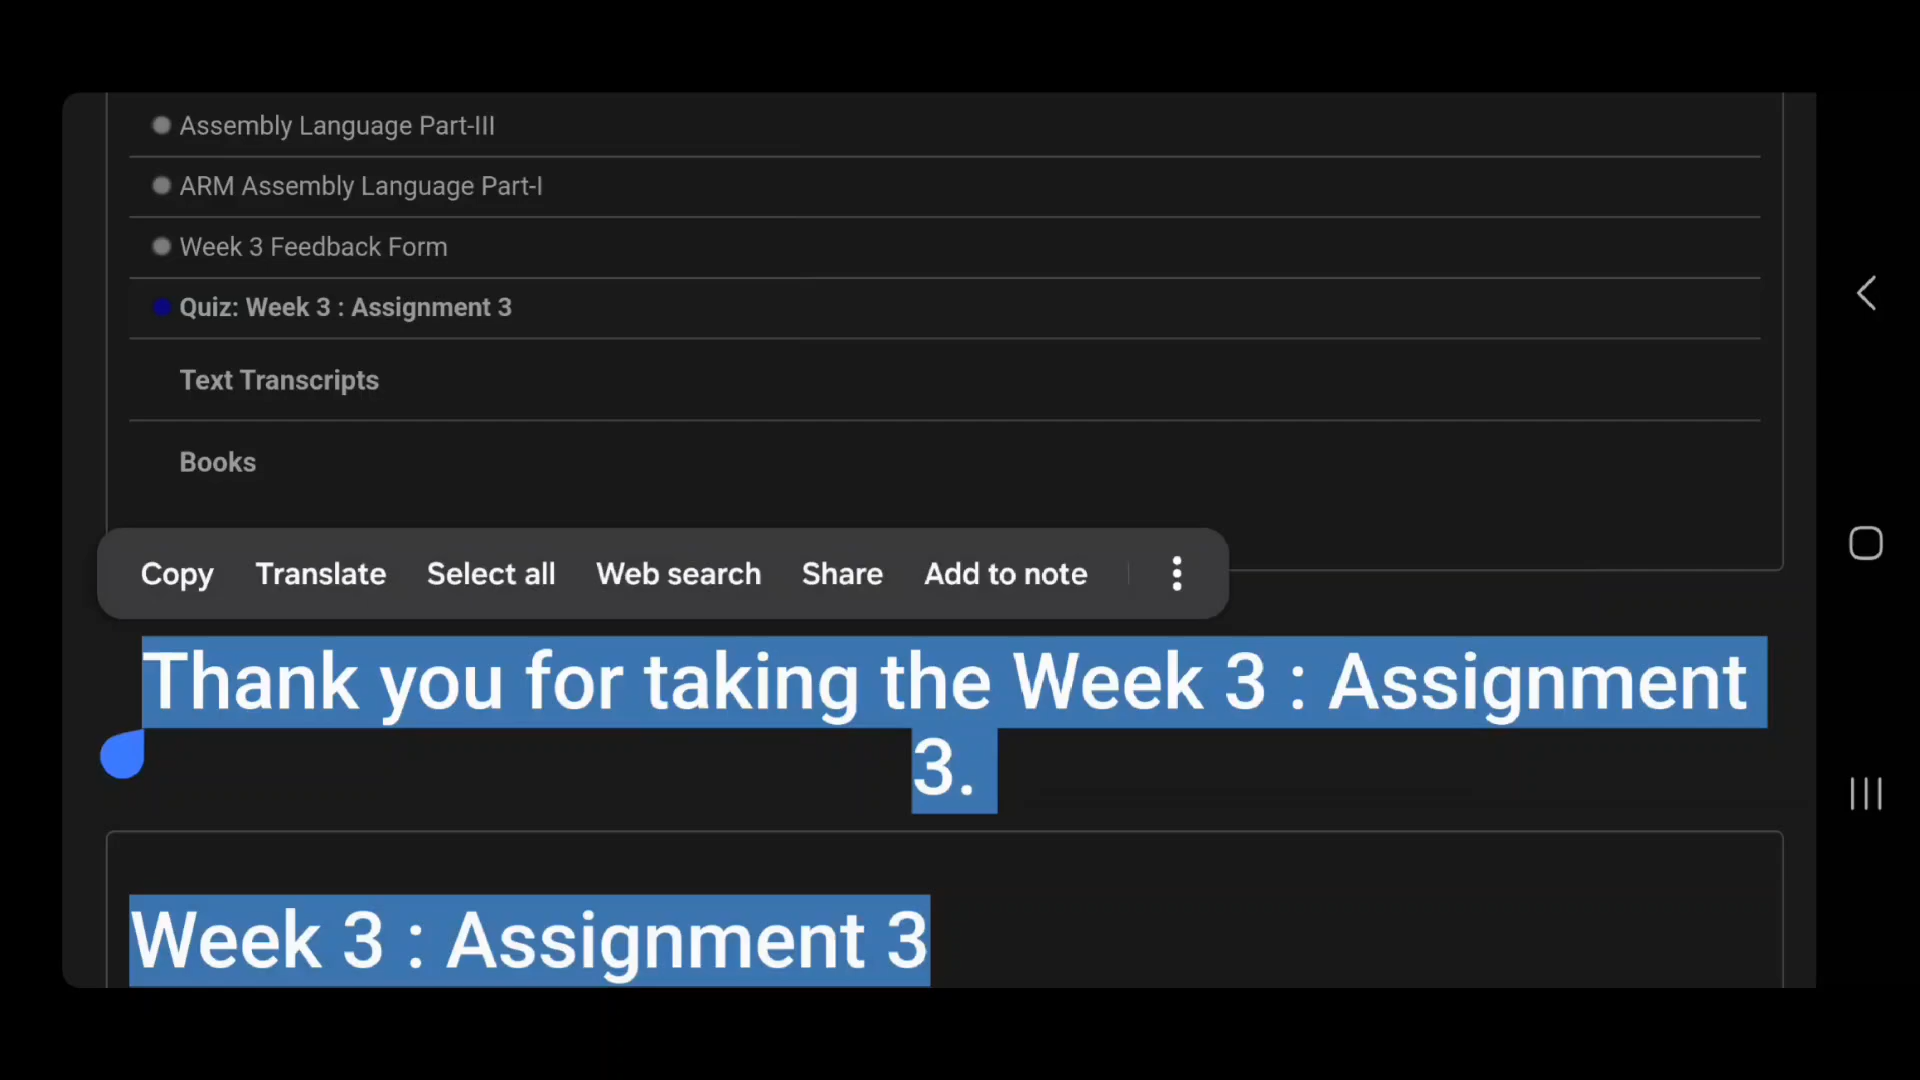 Assembly Language Part-III
ARM Assembly Language Part-I
Week 3 Feedback Form
Quiz: Week 3 : Assignment 3
Text Transcripts
Books
Copy Translate Select all Web search Share Add to note
Thank you for taking the Week 3 : Assignment
3.
Week 3 : Assignment 3